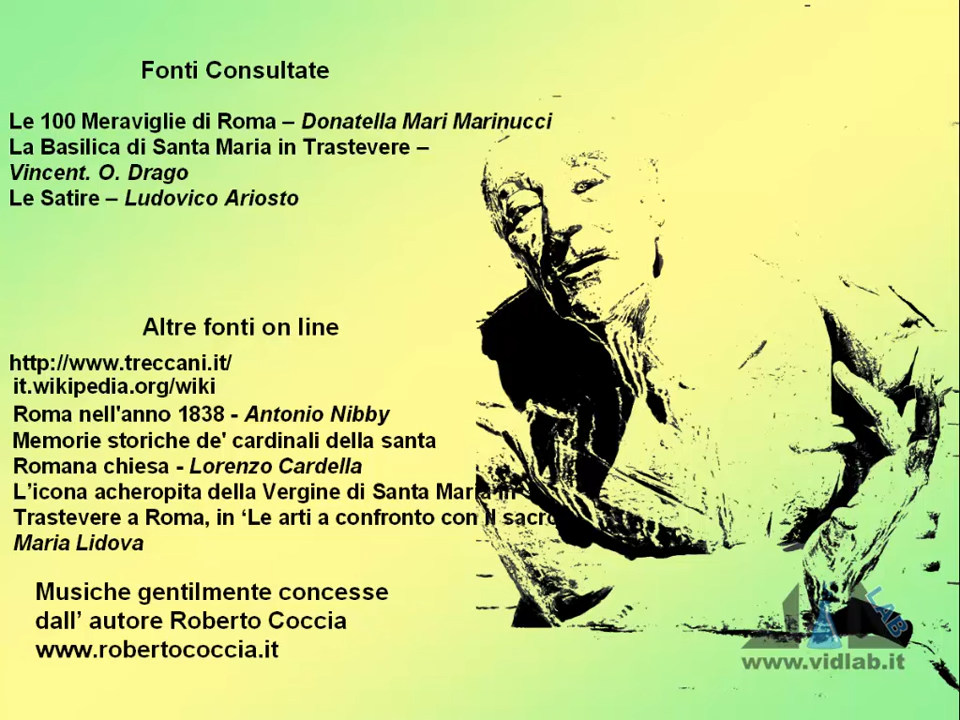 Fonti Consultate
Le 100 Meraviglie di Roma – Donatella Mari Marinucci
La Basilica di Santa Maria in Trastevere –
Vincent. O. Drago
Le Satire – Ludovico Ariosto
Altre fonti on line
http://www.treccani.it/
it.wikipedia.org/wiki
Roma nell'anno 1838 - Antonio Nibby
Memorie storiche de' cardinali della santa
Romana chiesa - Lorenzo Cardella
L’icona acheropita della Vergine di Santa Maria in
Trastevere a Roma, in ‘Le arti a confronto con il sacro
Maria Lidova
Musiche gentilmente concesse
dall’ autore Roberto Coccia
www.robertococcia.it
LAB
www.vidlab.it